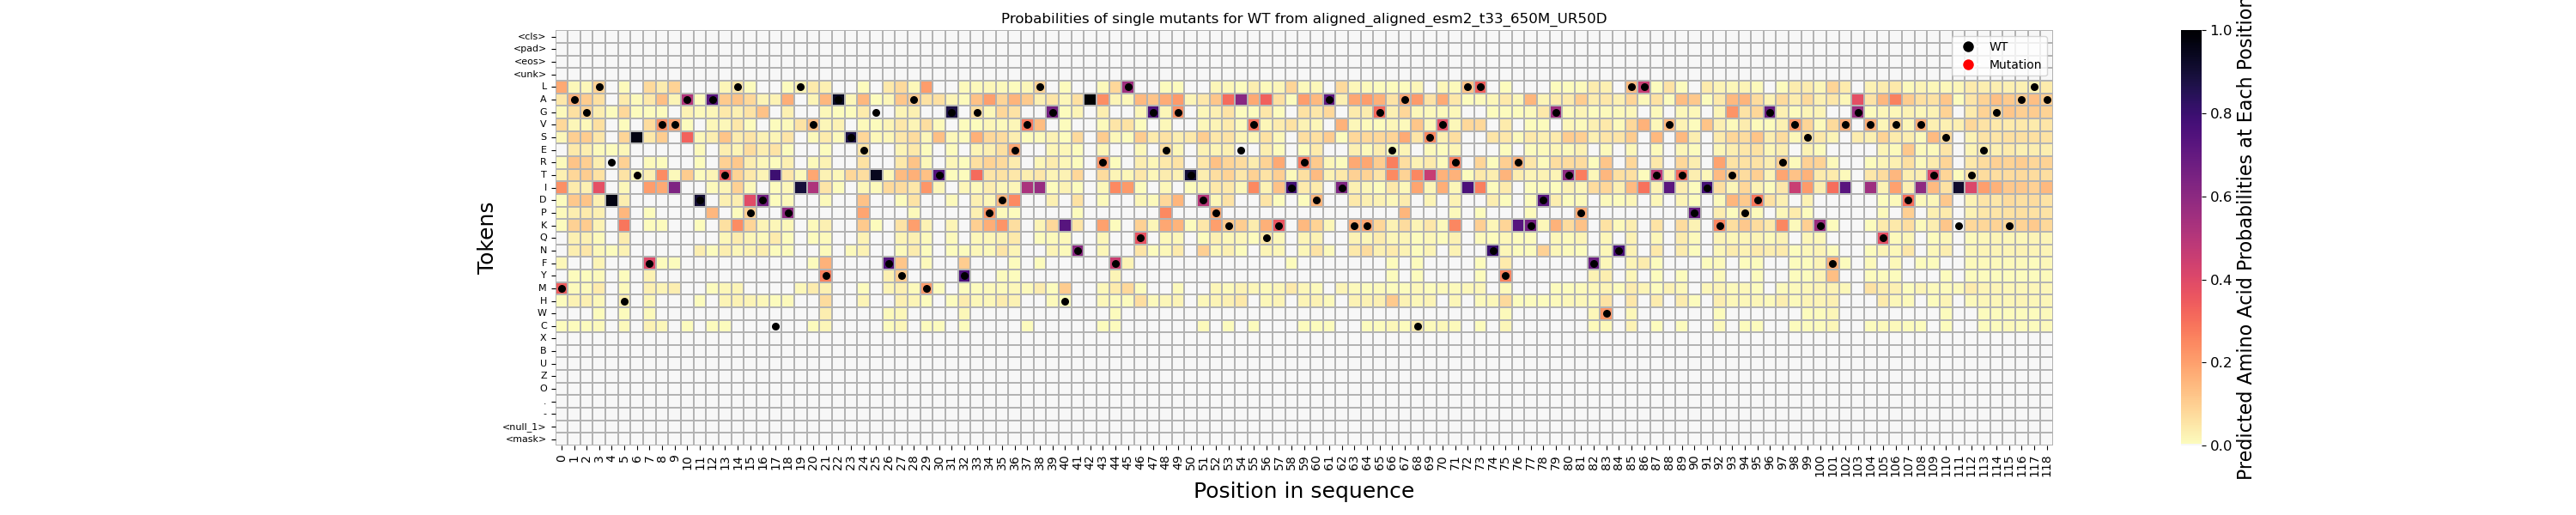 Probabilities of single mutants for WT from aligned_aligned_esm2_t33_650M_UR50D
<cls>
<pad>
<eos>
<unk>
L
A
G
V
S
E
R
T
I
D
P
K
Q
N
F
Y
M
H
W
C
X
B
U
Z
O
.
-
<null_1>
<mask>
Tokens
0 1 2 3 4 5 6 7 8 9 10 11 12 13 14 15 16 17 18 19 20 21 22 23 24 25 26 27 28 29 30 31 32 33 34 35 36 37 38 39 40 41 42 43 44 45 46 47 48 49 50 51 52 53 54 55 56 57 58 59 60 61 62 63 64 65 66 67 68 69 70 71 72 73 74 75 76 77 78 79 80 81 82 83 84 85 86 87 88 89 90 91 92 93 94 95 96 97 98 99 100 101 102 103 104 105 106 107 108 109 110 111 112 113 114 115 116 117 118
Position in sequence
WT
Mutation
1.0
0.8
0.6
0.4
0.2
0.0
Predicted Amino Acid Probabilities at Each Position